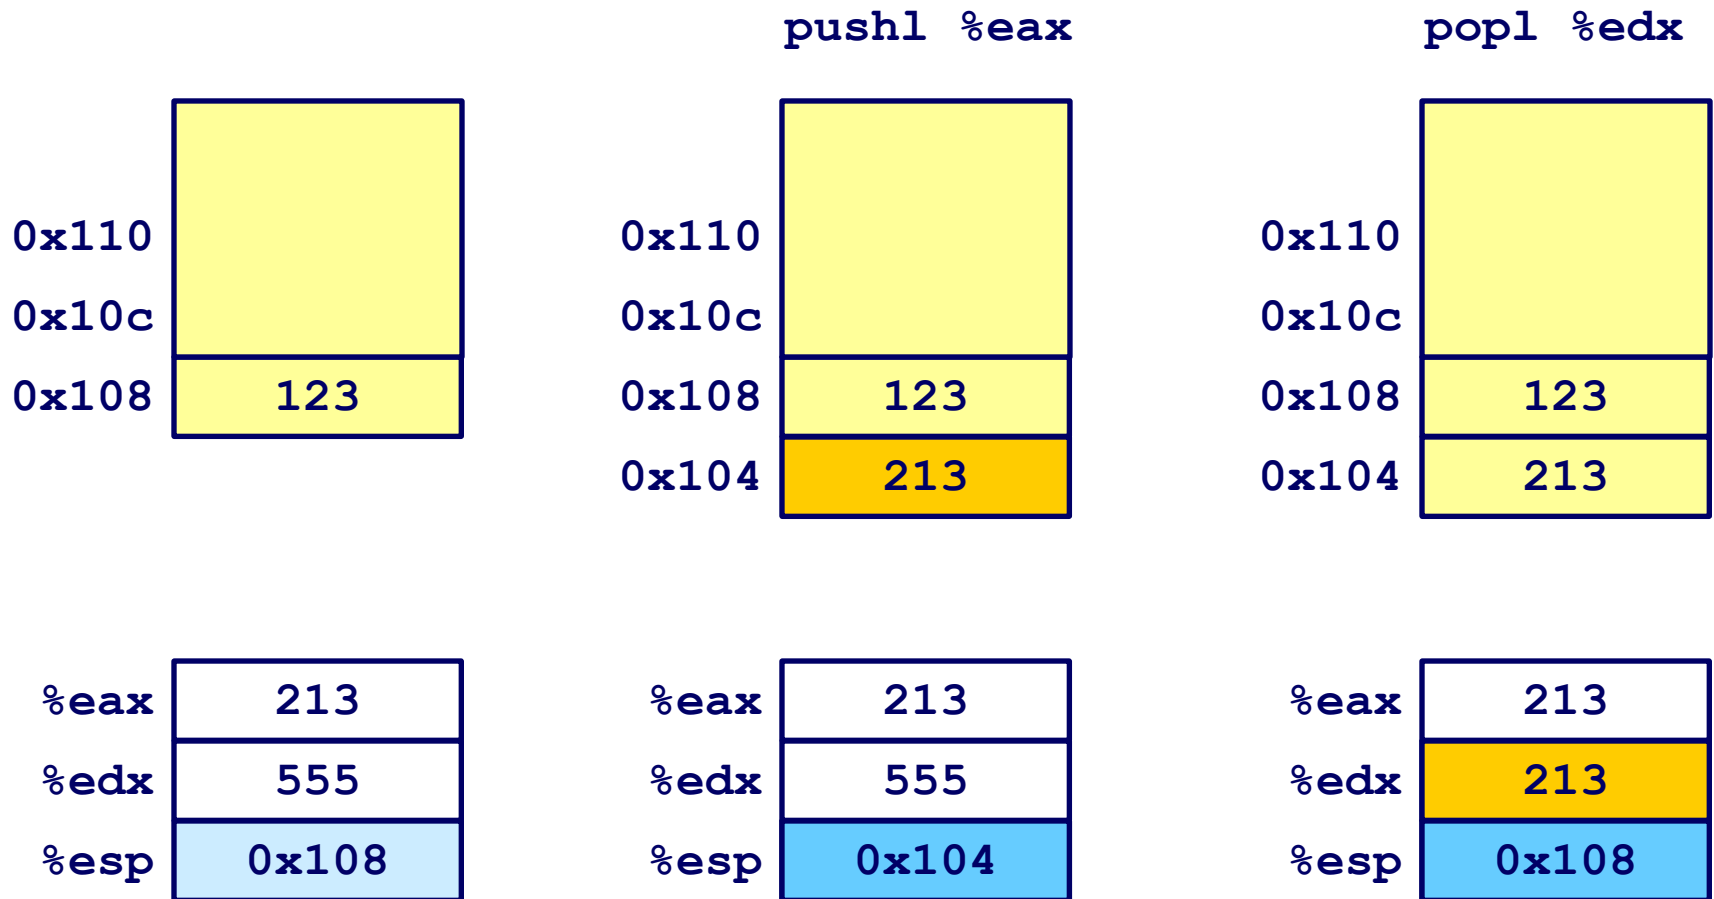 pushl %eax popl %edx
0x110 0x110 0x110
0x10c 0x10c 0x10c
0x108 123 0x108 123 0x108 123
0x104 213 0x104 213
%eax 213 %eax 213 %eax 213
%edx 555 %edx 555 %edx 213
%esp 0x108 %esp 0x104 %esp 0x108